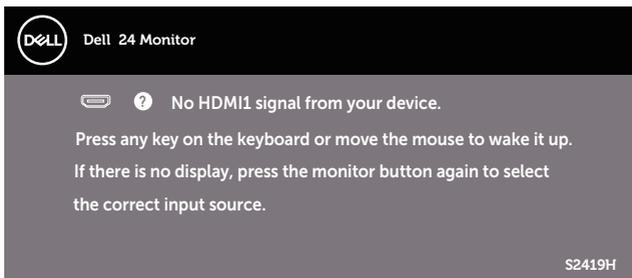 DELL Dell 24 Monitor
? No HDMI1 signal from your device.
Press any key on the keyboard or move the mouse to wake it up.
If there is no display, press the monitor button again to select
the correct input source.
S2419H